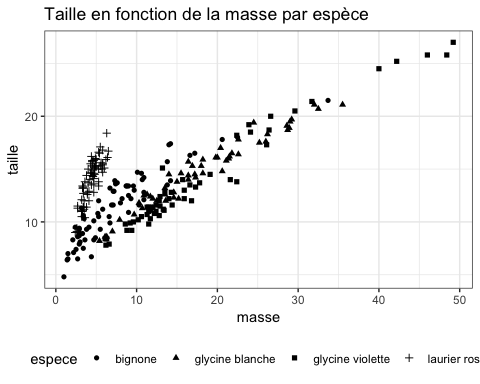 Taille en fonction de la masse par espèce
taille
20
10
0 10 20 30 40 50
masse
espece bignone glycine blanche glycine violette laurier ros